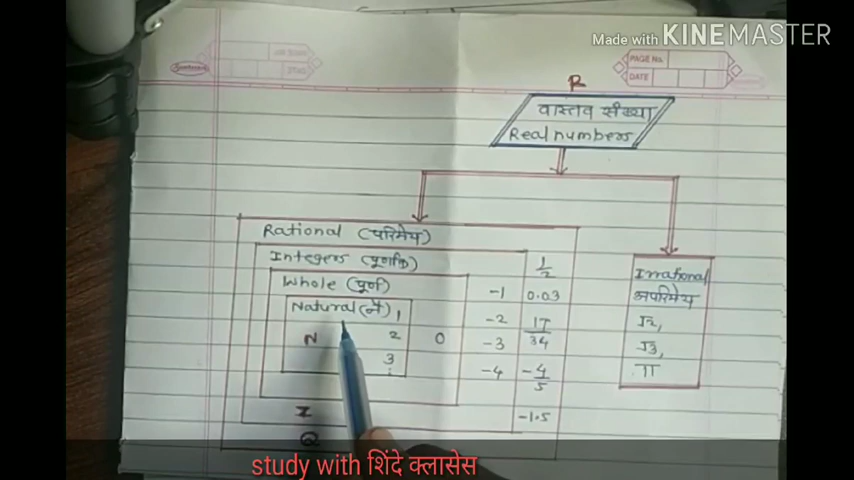 Made with KINEMASTER
PAGE No.
DATE
R
वास्तव संख्या
Real numbers
Rational (परिमेय)
Integers (पूर्णांक)
Whole (पूर्ण)
Natural (नै) 1
N 2 0
3
-1
-2
-3
-4
1/2
0.03
17/34
-4/5
-1.5
I
Q
Irrational
अपरिमेय
√2,
√3,
π
study with शिंदे क्लासेस